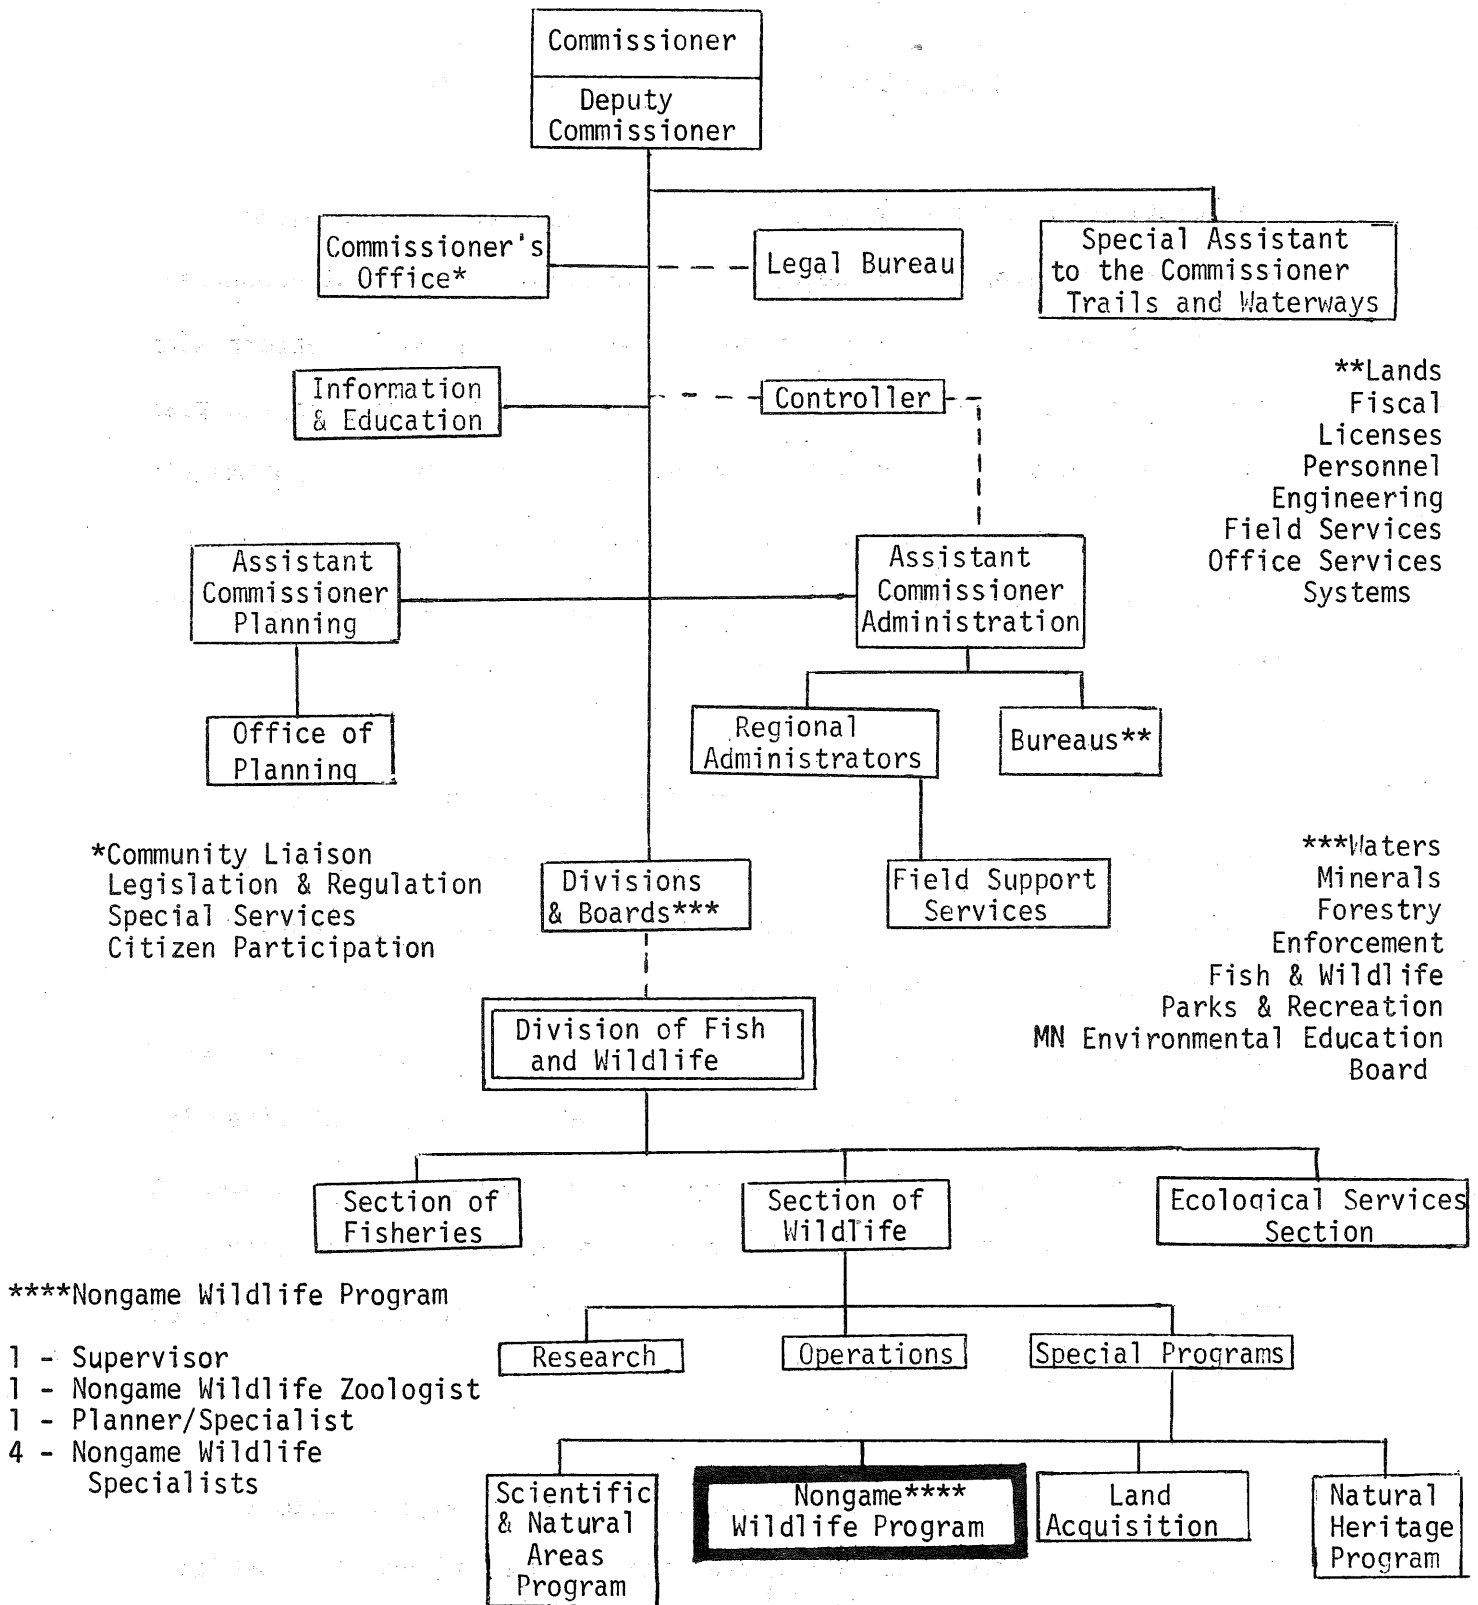 Commissioner
Deputy
Commissioner
Commissioner's
Office*
Legal Bureau
Special Assistant
to the Commissioner
Trails and Waterways
Information
& Education
Controller
**Lands
Fiscal
Licenses
Personnel
Engineering
Field Services
Office Services
Systems
Assistant
Commissioner
Planning
Assistant
Commissioner
Administration
Office of
Planning
Regional
Administrators
Bureaus**
*Community Liaison
Legislation & Regulation
Special Services
Citizen Participation
Divisions
& Boards***
Field Support
Services
***Waters
Minerals
Forestry
Enforcement
Fish & Wildlife
Parks & Recreation
MN Environmental Education
Board
Division of Fish
and Wildlife
Section of
Fisheries
Section of
Wildlife
Ecological Services
Section
****Nongame Wildlife Program
1 - Supervisor
1 - Nongame Wildlife Zoologist
1 - Planner/Specialist
4 - Nongame Wildlife
Specialists
Research
Operations
Special Programs
Scientific
& Natural
Areas
Program
Nongame****
Wildlife Program
Land
Acquisition
Natural
Heritage
Program